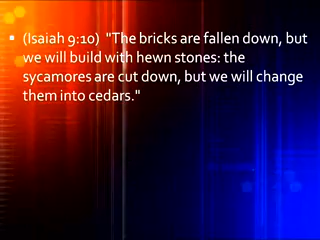 ▪ (Isaiah 9:10)  "The bricks are fallen down, but
we will build with hewn stones: the
sycamores are cut down, but we will change
them into cedars."